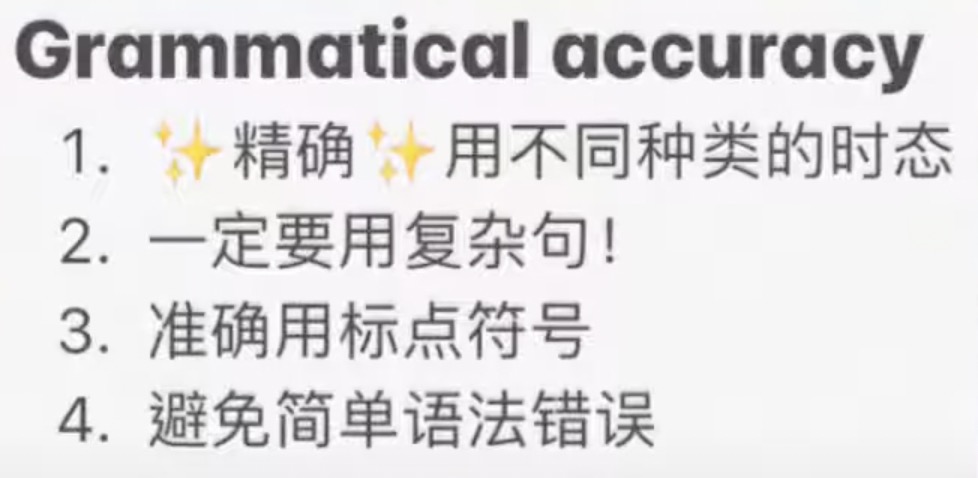 Grammatical accuracy
1. ✨精确✨用不同种类的时态
2. 一定要用复杂句！
3. 准确用标点符号
4. 避免简单语法错误